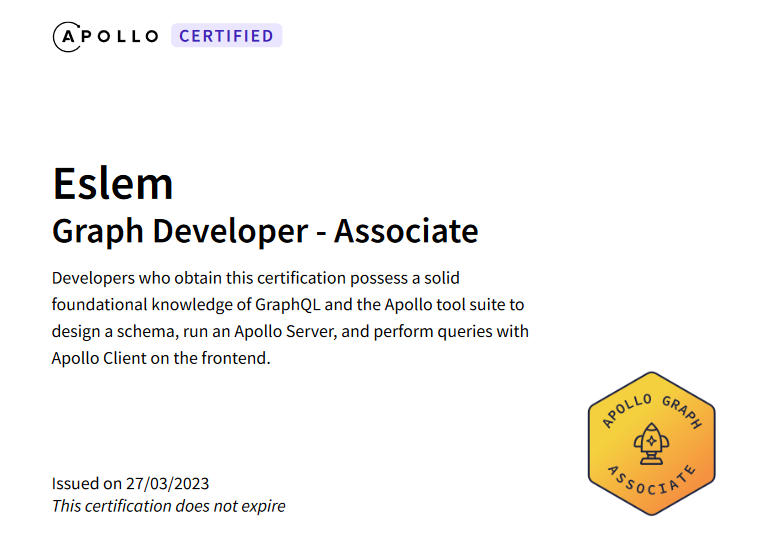 APOLLO CERTIFIED
Eslem
Graph Developer - Associate
Developers who obtain this certification possess a solid
foundational knowledge of GraphQL and the Apollo tool suite to
design a schema, run an Apollo Server, and perform queries with
Apollo Client on the frontend.
APOLLO GRAPH
ASSOCIATE
Issued on 27/03/2023
This certification does not expire